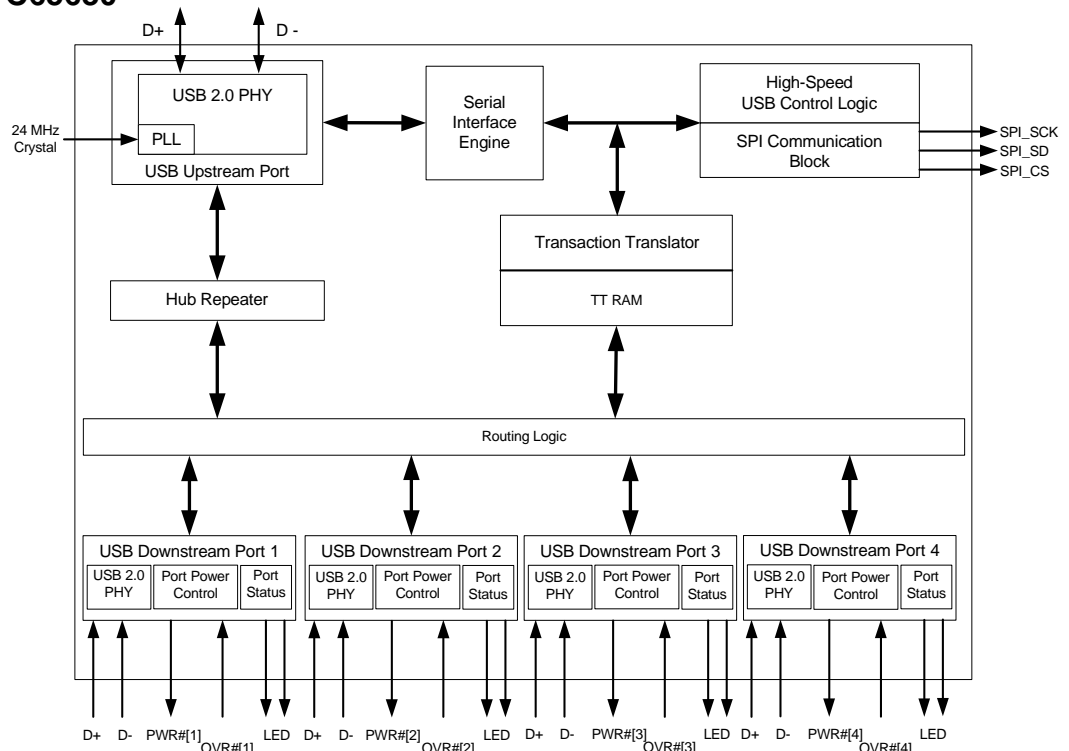 D+ D -
USB 2.0 PHY
PLL
USB Upstream Port
24 MHz
Crystal
Serial
Interface
Engine
High-Speed
USB Control Logic
SPI Communication
Block
SPI_SCK
SPI_SD
SPI_CS
Transaction Translator
TT RAM
Hub Repeater
Routing Logic
USB Downstream Port 1
USB 2.0
PHY
Port Power
Control
Port
Status
USB Downstream Port 2
USB 2.0
PHY
Port Power
Control
Port
Status
USB Downstream Port 3
USB 2.0
PHY
Port Power
Control
Port
Status
USB Downstream Port 4
USB 2.0
PHY
Port Power
Control
Port
Status
D+ D- PWR#[1] OVR#[1] LED
D+ D- PWR#[2] OVR#[2] LED
D+ D- PWR#[3] OVR#[3] LED
D+ D- PWR#[4] OVR#[4] LED